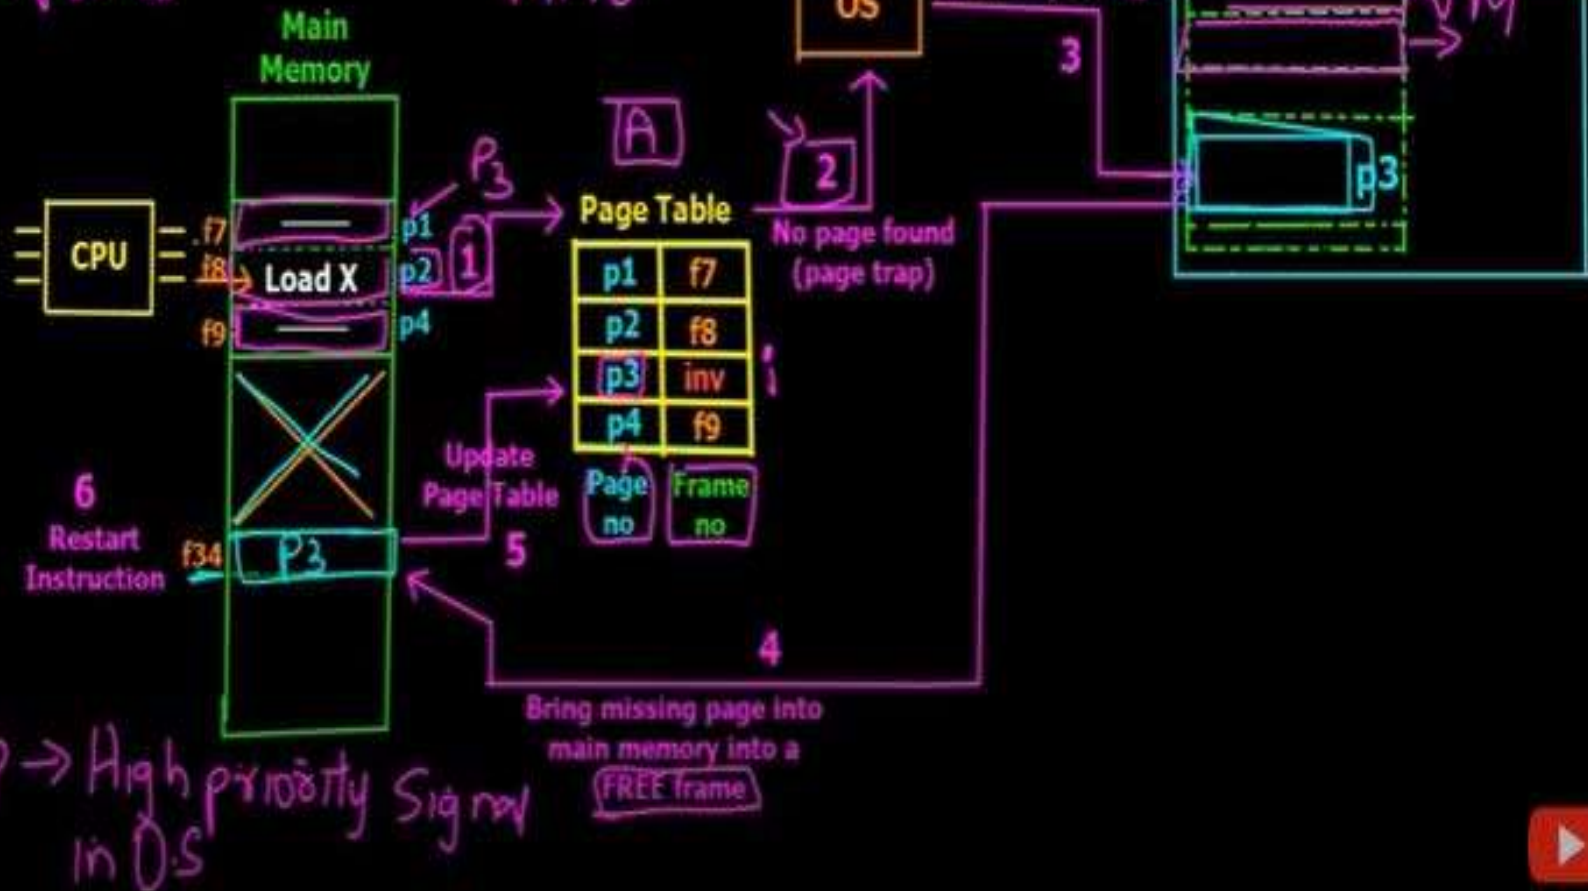 OS
Main
Memory
3
VM
A
P3
2
p3
f7
p1
Page Table
No page found
(page trap)
CPU
f8
Load X
p2
1
p1
f7
f9
p4
p2
f8
p3
inv
i
p4
f9
Update
Page Table
Page
no
Frame
no
6
Restart
Instruction
f34
P3
5
4
Bring missing page into
main memory into a
FREE frame
→ High priority Signal
in O.S